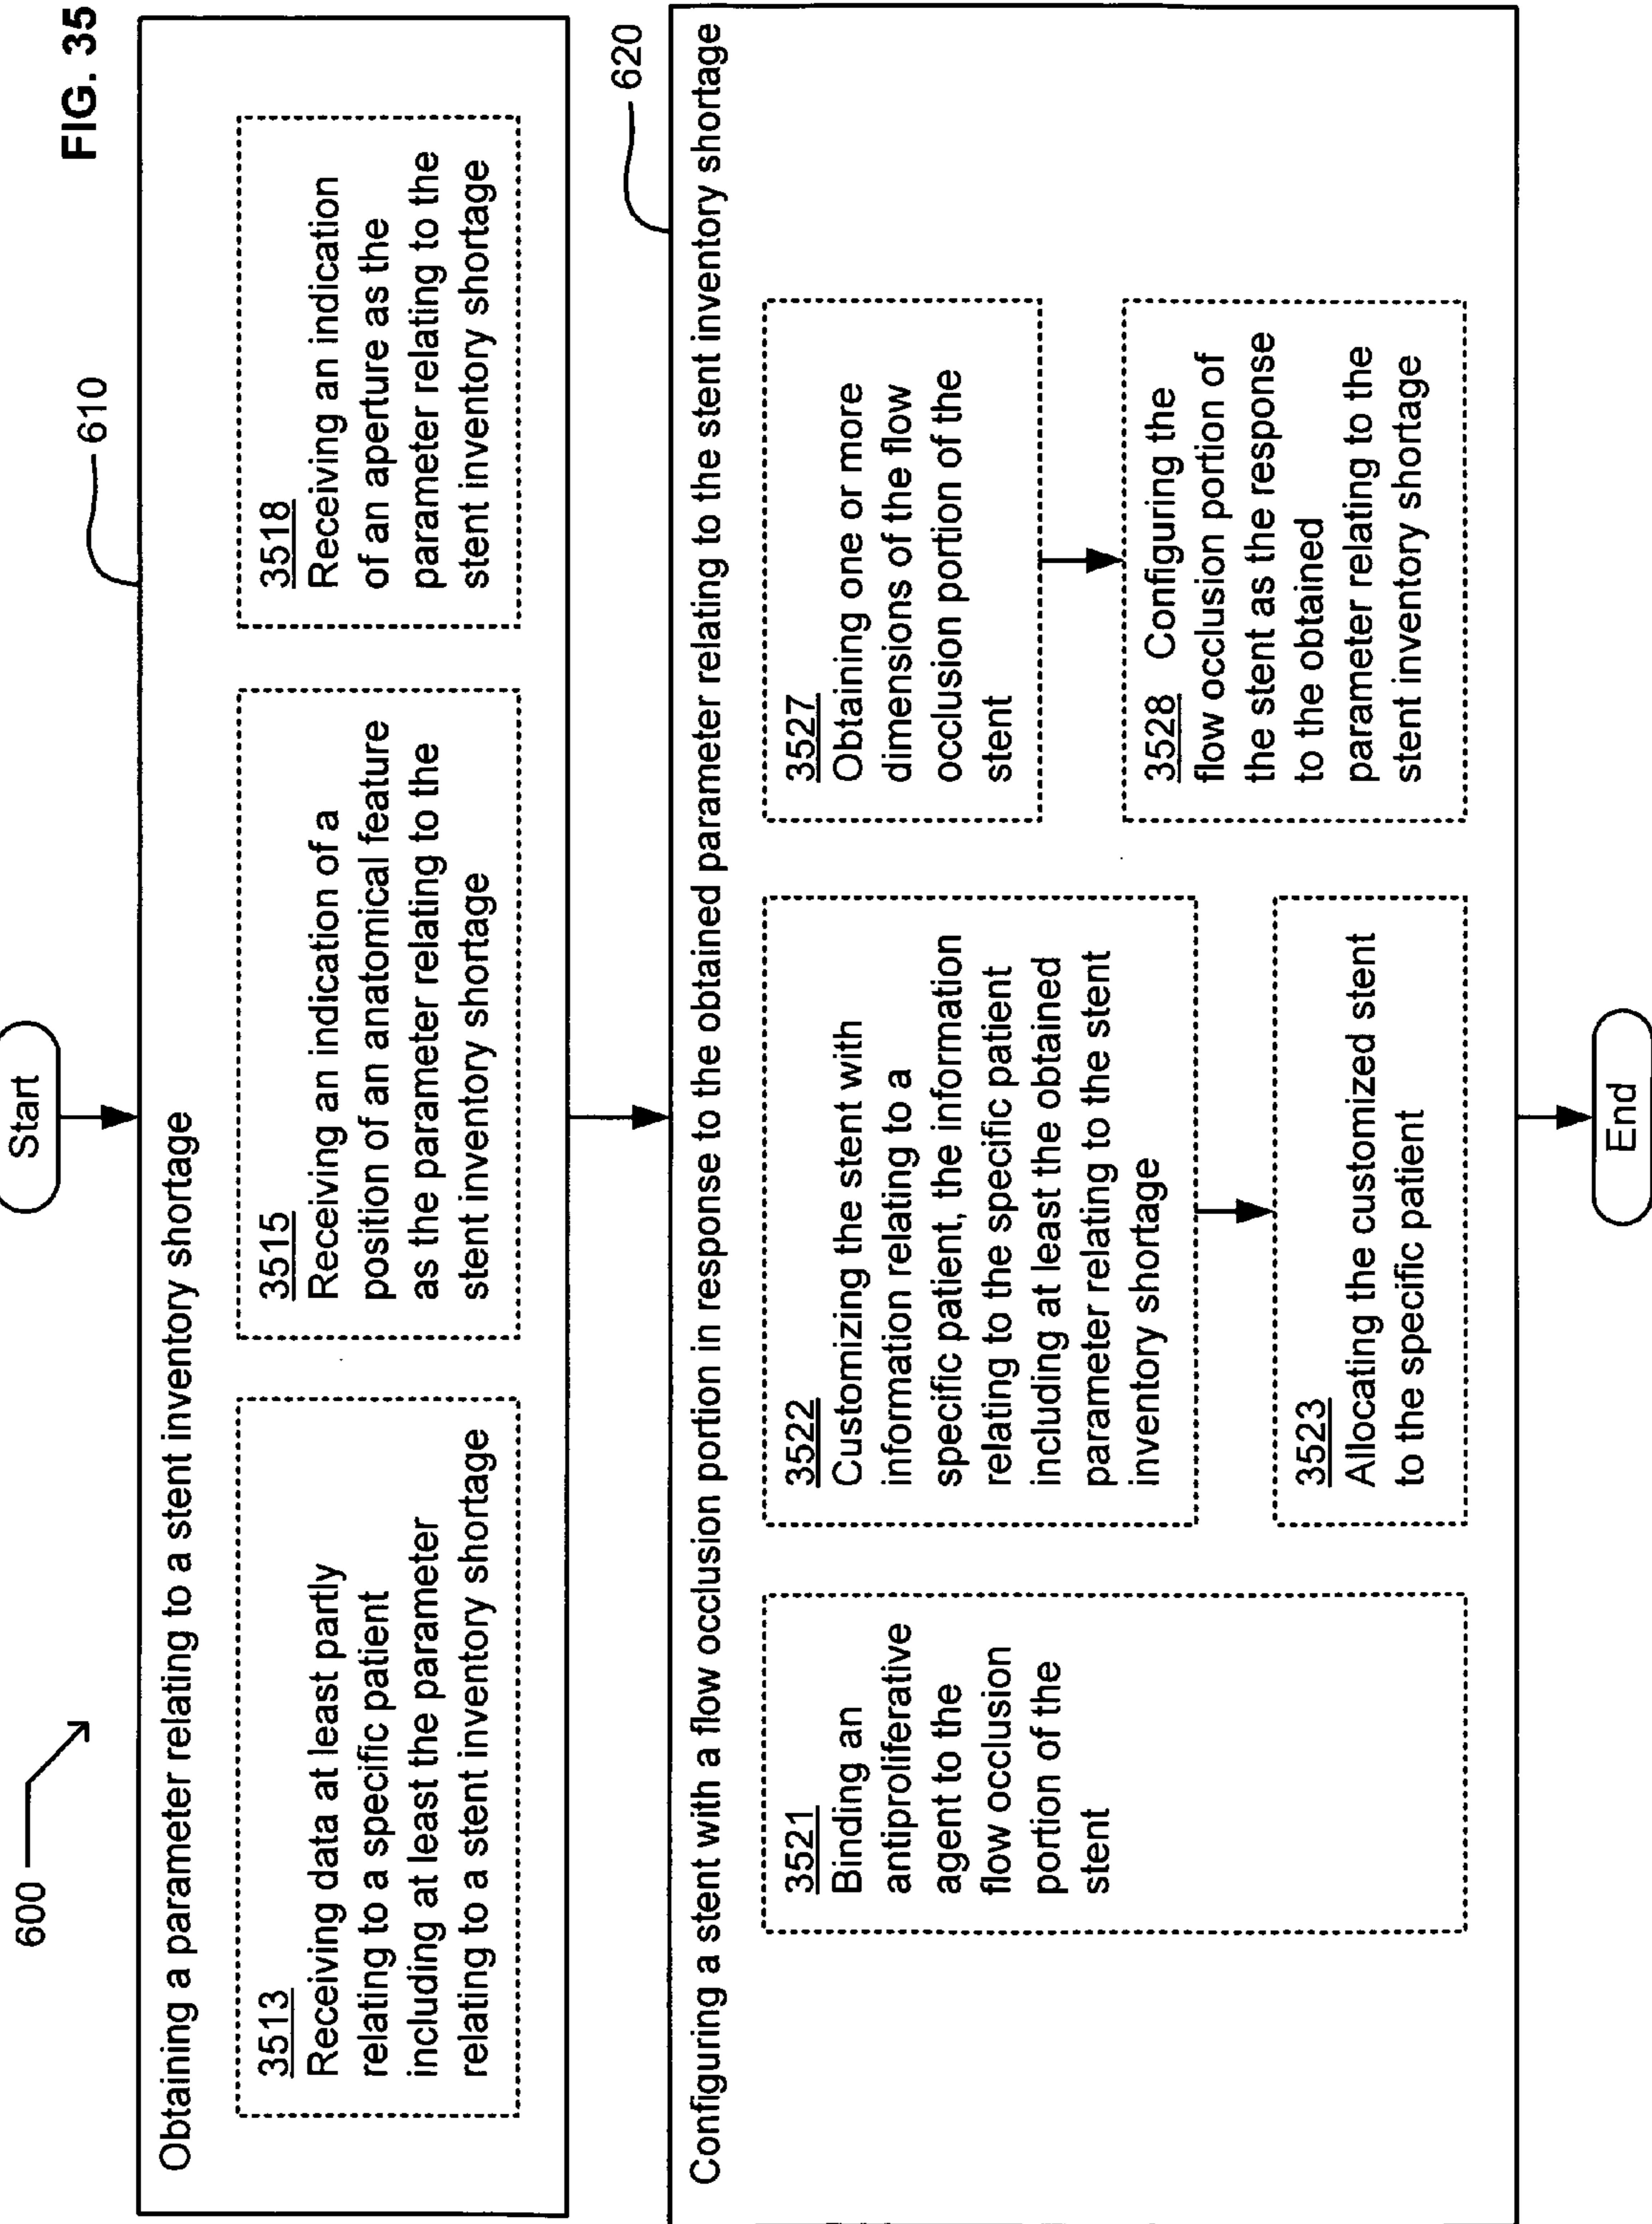 FIG. 35
600
Start
610
Obtaining a parameter relating to a stent inventory shortage
3513
Receiving data at least partly
relating to a specific patient
including at least the parameter
relating to a stent inventory shortage
3515
Receiving an indication of a
position of an anatomical feature
as the parameter relating to the
stent inventory shortage
3518
Receiving an indication
of an aperture as the
parameter relating to the
stent inventory shortage
620
Configuring a stent with a flow occlusion portion in response to the obtained parameter relating to the stent inventory shortage
3521
Binding an
antiproliferative
agent to the
flow occlusion
portion of the
stent
3522
Customizing the stent with
information relating to a
specific patient, the information
relating to the specific patient
including at least the obtained
parameter relating to the stent
inventory shortage
3523
Allocating the customized stent
to the specific patient
3527
Obtaining one or more
dimensions of the flow
occlusion portion of the
stent
3528 Configuring the
flow occlusion portion of
the stent as the response
to the obtained
parameter relating to the
stent inventory shortage
End